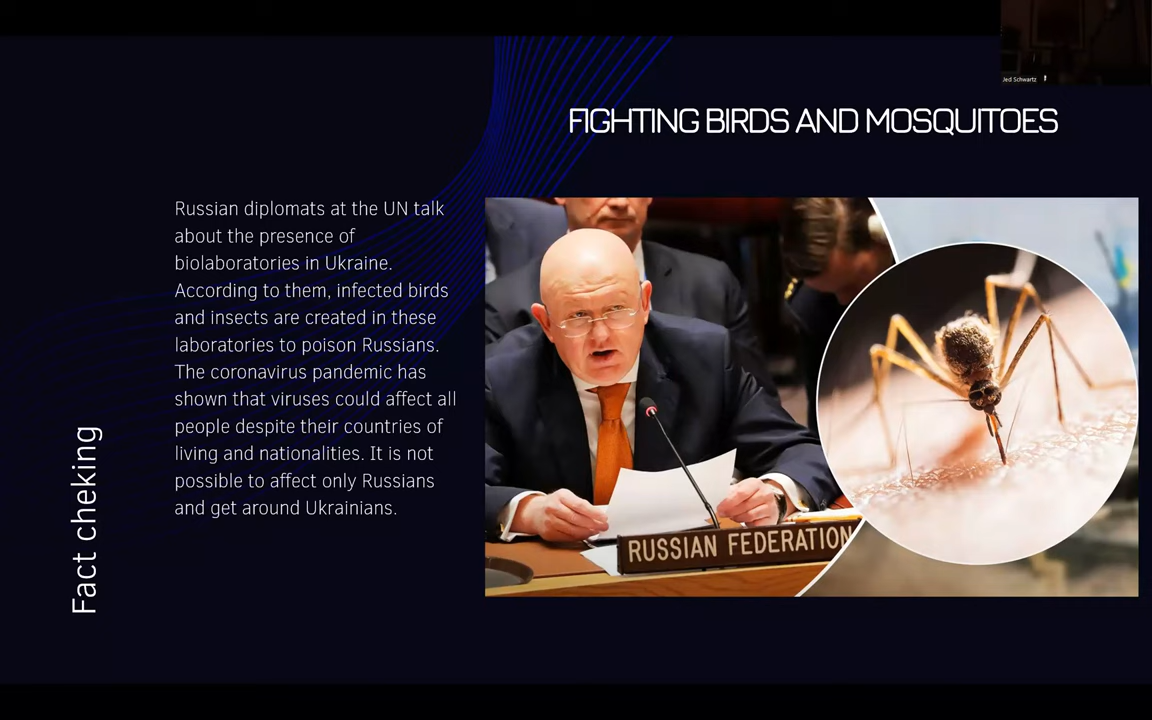 Jed Schwartz
FIGHTING BIRDS AND MOSQUITOES
Russian diplomats at the UN talk
about the presence of
biolaboratories in Ukraine.
According to them, infected birds
and insects are created in these
laboratories to poison Russians.
The coronavirus pandemic has
shown that viruses could affect all
people despite their countries of
living and nationalities. It is not
possible to affect only Russians
and get around Ukrainians.
Fact cheking
RUSSIAN FEDERATION